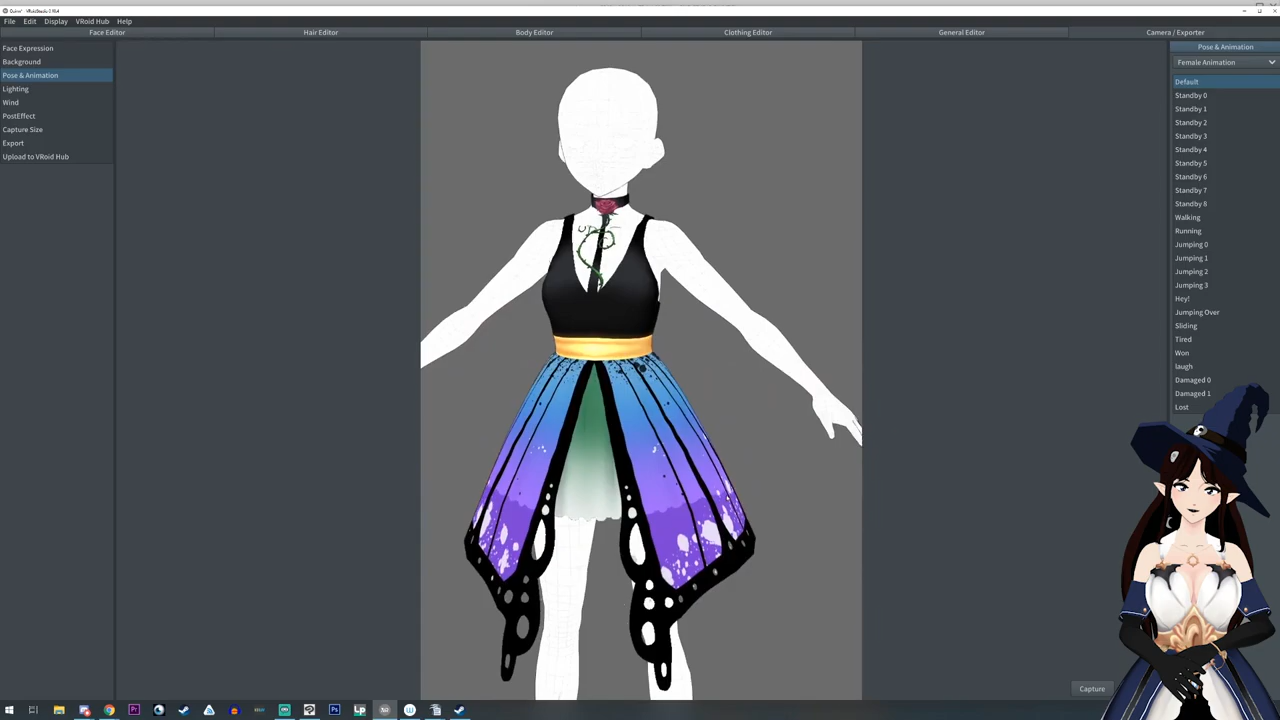 File Edit Display VRoid Hub Help
Face Editor Hair Editor Body Editor Clothing Editor General Editor Camera / Exporter
Face Expression
Background
Pose & Animation
Lighting
Wind
PostEffect
Capture Size
Export
Upload to VRoid Hub
Pose & Animation
Female Animation
Default
Standby 0
Standby 1
Standby 2
Standby 3
Standby 4
Standby 5
Standby 6
Standby 7
Standby 8
Walking
Running
Jumping 0
Jumping 1
Jumping 2
Jumping 3
Hey!
Jumping Over
Sliding
Tired
Won
laugh
Damaged 0
Damaged 1
Lost
Capture